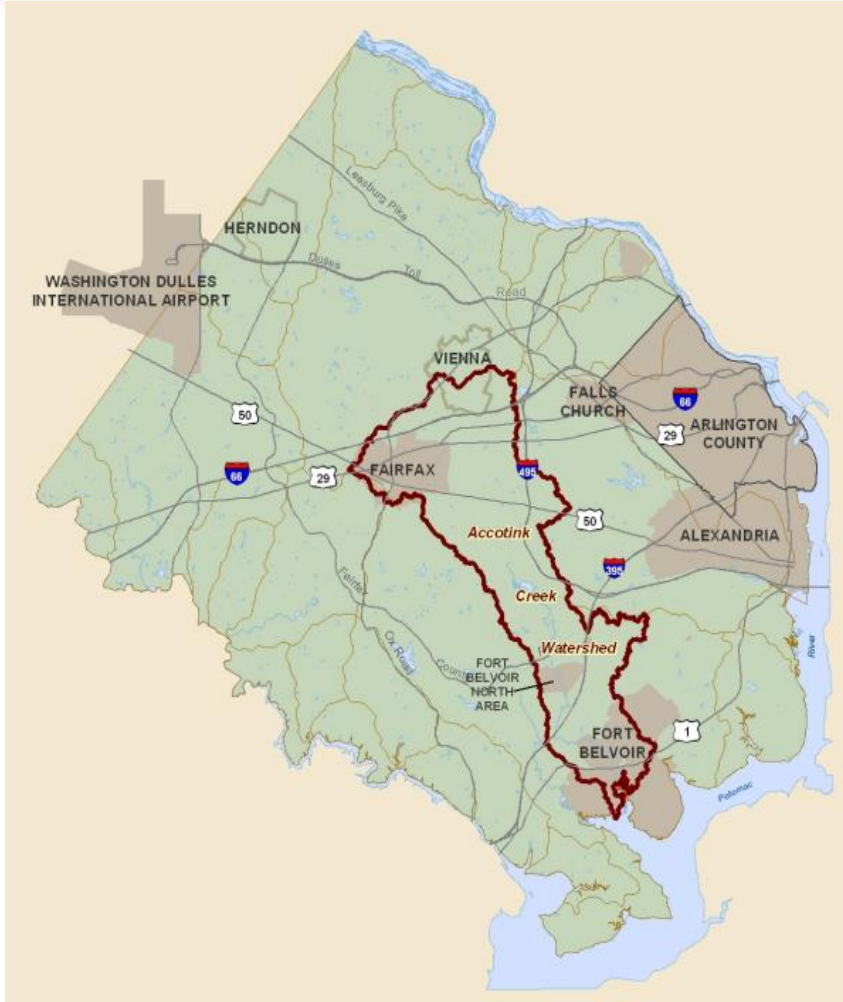 Leesburg Pike
HERNDON
Dulles
Toll
Road
WASHINGTON DULLES
INTERNATIONAL AIRPORT
VIENNA
50
FALLS
CHURCH
66
29
ARLINGTON
COUNTY
FAIRFAX
66
29
495
50
Accotink
ALEXANDRIA
395
Fairfax
Creek
Ox Road
Watershed
County
River
FORT
BELVOIR
NORTH
AREA
FORT
BELVOIR
1
Potomac